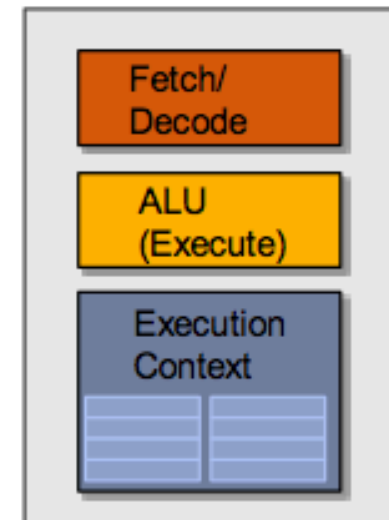 Fetch/
Decode
ALU
(Execute)
Execution
Context